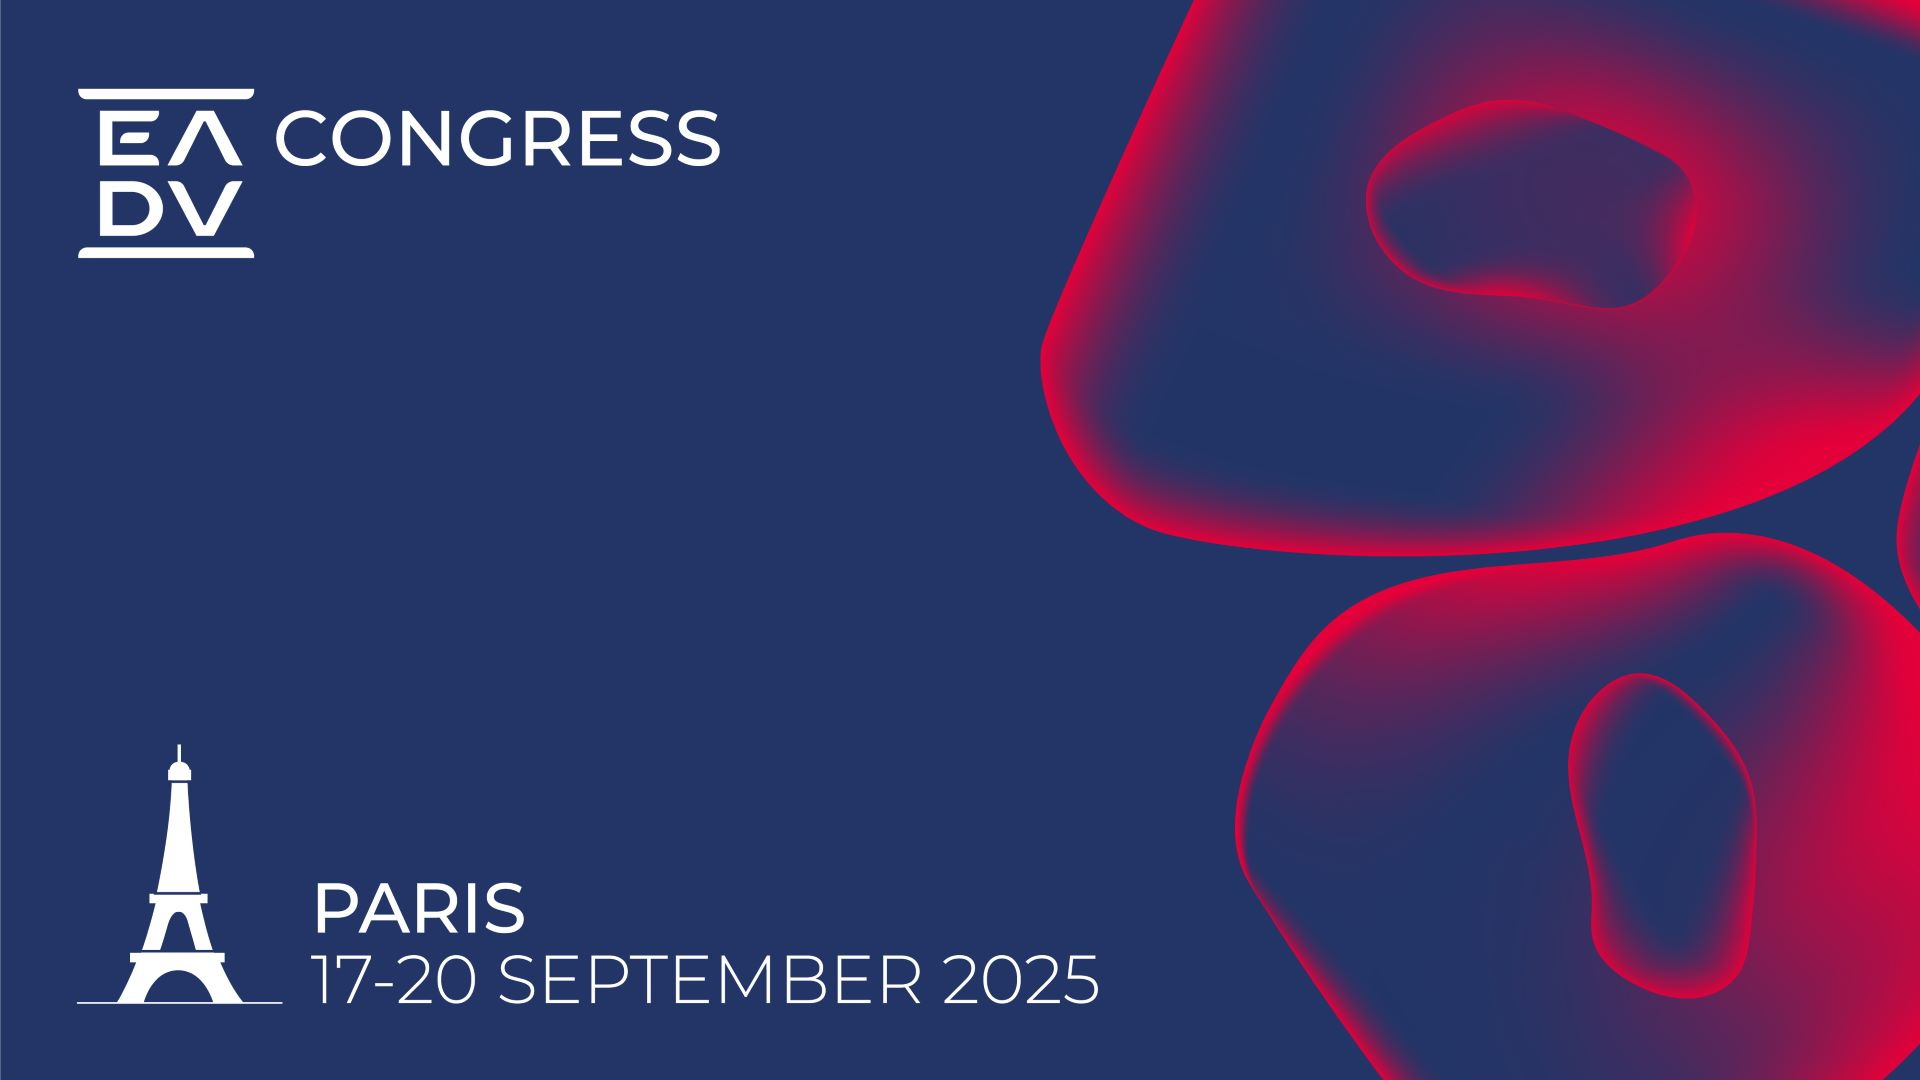 EA CONGRESS
DV
PARIS
17-20 SEPTEMBER 2025